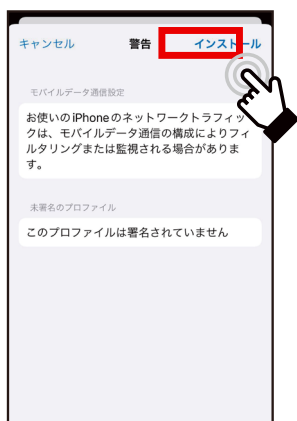 キャンセル 警告 インストール
モバイルデータ通信設定
お使いのiPhoneのネットワークトラフィッ
クは、モバイルデータ通信の構成によりフィ
ルタリングまたは監視される場合がありま
す。
未署名のプロファイル
このプロファイルは署名されていません